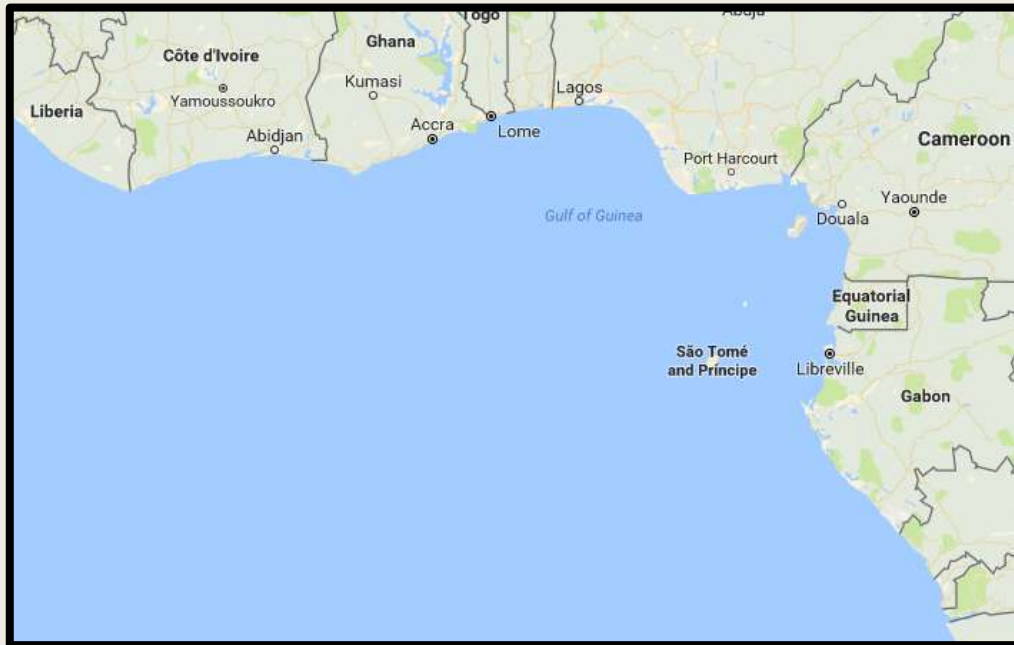 Togo
Abuja
Ghana
Côte d'Ivoire
Kumasi
Lagos
Yamoussoukro
Liberia
Accra
Lome
Abidjan
Cameroon
Port Harcourt
Yaounde
Gulf of Guinea
Douala
Equatorial
Guinea
São Tomé
and Príncipe
Libreville
Gabon